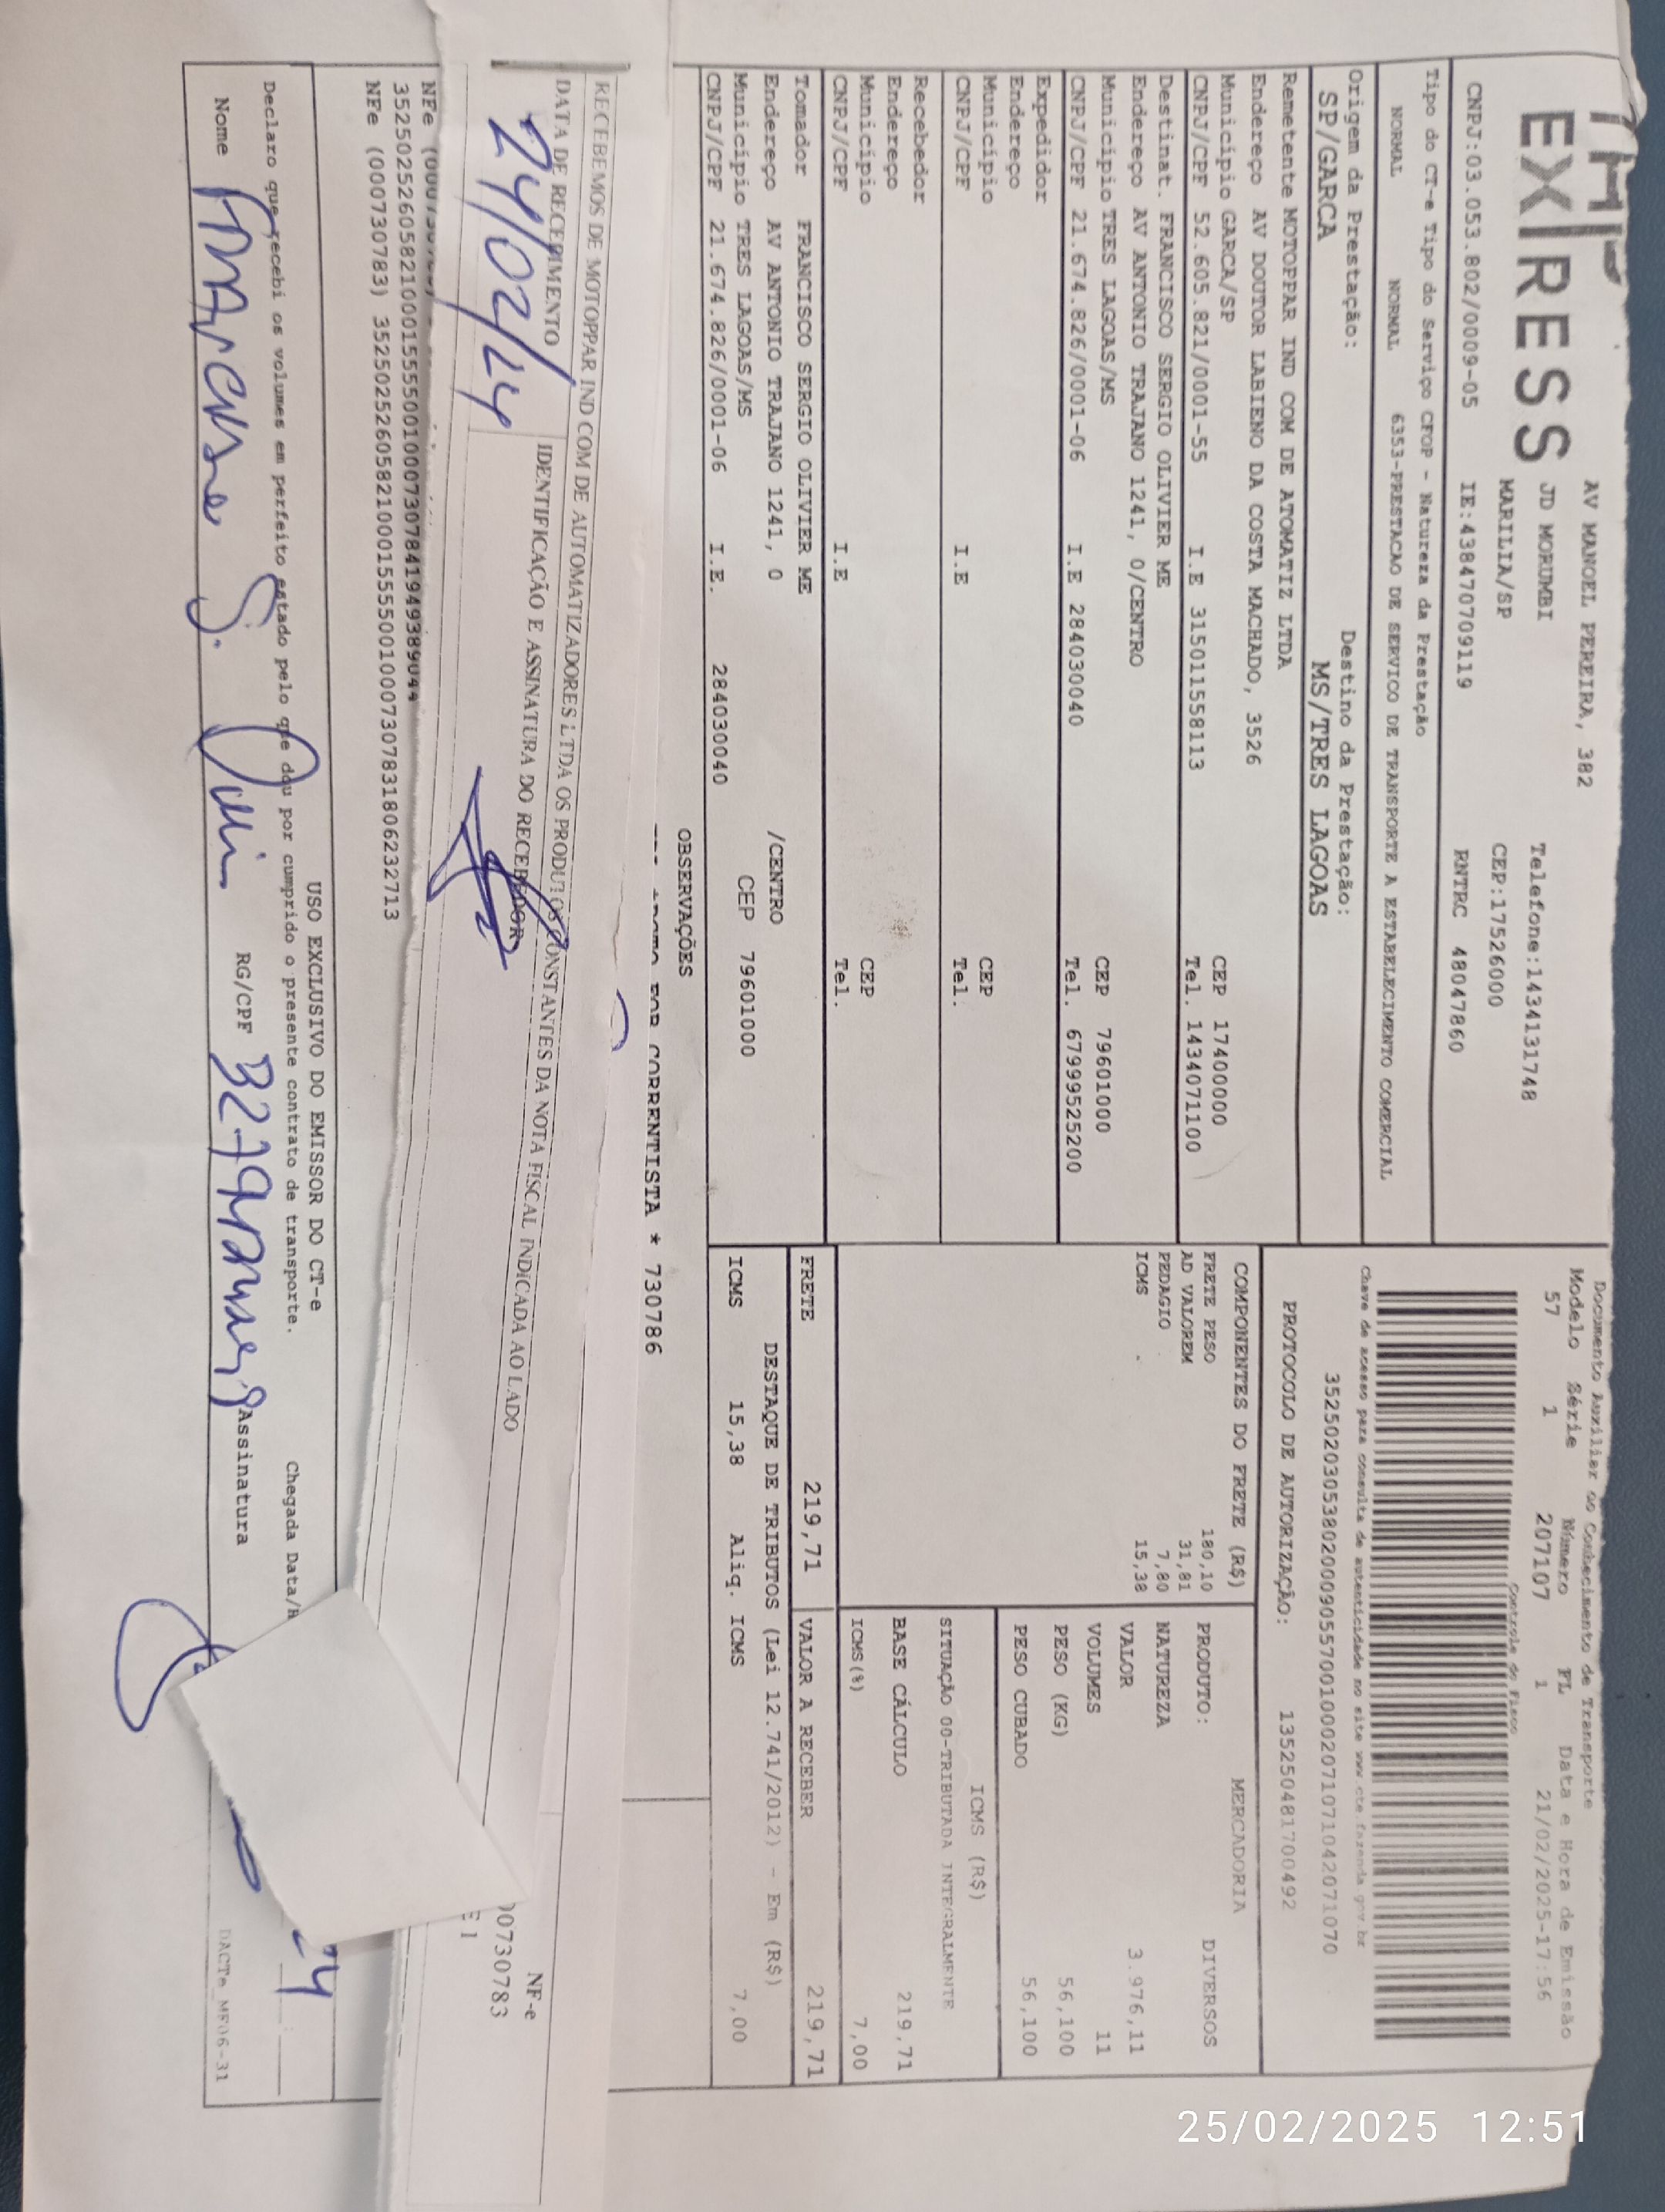 EXPRESS
AV MANOEL PEREIRA, 382
JD MORUMBI
Telefone:1434131748
MARILIA/SP
CEP:17526000
CNPJ:03.053.802/0009-05
IE:438470709119
RNTRC 48047860
Tipo do CT-e Tipo do Serviço CFOP - Natureza da Prestação
NORMAL NORMAL 6353-PRESTACAO DE SERVICO DE TRANSPORTE A ESTABELECIMENTO COMERCIAL
Origem da Prestação: Destino da Prestação:
SP/GARCA MS/TRES LAGOAS
Remetente MOTOPPAR IND COM DE ATOMATIZ LTDA
Endereço AV DOUTOR LABIENO DA COSTA MACHADO, 3526
Município GARCA/SP CEP 17400000
CNPJ/CPF 52.605.821/0001-55 I.E 315011558113 Tel. 1434071100
Destinat. FRANCISCO SERGIO OLIVIER ME
Endereço AV ANTONIO TRAJANO 1241, 0/CENTRO
Município TRES LAGOAS/MS CEP 79601000
CNPJ/CPF 21.674.826/0001-06 I.E 284030040 Tel. 67999525200
Expedidor
Endereço
Município CEP
CNPJ/CPF I.E Tel.
Recebedor
Endereço
Município CEP
CNPJ/CPF I.E Tel.
Tomador FRANCISCO SERGIO OLIVIER ME
Endereço AV ANTONIO TRAJANO 1241, 0 /CENTRO
Município TRES LAGOAS/MS CEP 79601000
CNPJ/CPF 21.674.826/0001-06 I.E. 284030040
Documento Auxiliar do Conhecimento de Transporte
Modelo Série Número FL Data e Hora de Emissão
57 1 207107 1 21/02/2025-17:56
Controle do Fisco
Chave de acesso para consulta de autenticidade no site www.cte.fazenda.gov.br
35250203053802000905570010002071071042071070
PROTOCOLO DE AUTORIZAÇÃO: 135250481700492
COMPONENTES DO FRETE (R$)
FRETE PESO 180,10
AD VALOREM 31,81
PEDAGIO 7,80
ICMS 15,38
MERCADORIA
PRODUTO: DIVERSOS
NATUREZA
VALOR 3.976,11
VOLUMES 11
PESO (KG) 56,100
PESO CUBADO 56,100
ICMS (R$)
SITUAÇÃO 00-TRIBUTADA INTEGRALMENTE
BASE CÁLCULO 219,71
ICMS(%) 7,00
FRETE 219,71 VALOR A RECEBER 219,71
DESTAQUE DE TRIBUTOS (Lei 12.741/2012) - Em (R$)
ICMS 15,38 Aliq. ICMS 7,00
OBSERVAÇÕES
CORRENTISTA * 730786
RECEBEMOS DE MOTOPPAR IND COM DE AUTOMATIZADORES LTDA OS PRODUTOS CONSTANTES DA NOTA FISCAL INDICADA AO LADO
DATA DE RECEBIMENTO IDENTIFICAÇÃO E ASSINATURA DO RECEBEDOR
24/02/24
NF-e
00730783
E 1
NFe
35250252605821000155550010007307841949389044
NFe (000730783) 35250252605821000155550010007307831806232713
USO EXCLUSIVO DO EMISSOR DO CT-e
Declaro que recebi os volumes em perfeito estado pelo que dou por cumprido o presente contrato de transporte.
Chegada Data/H
Nome RG/CPF Assinatura
DACTe_MF06-31
25/02/2025 12:51